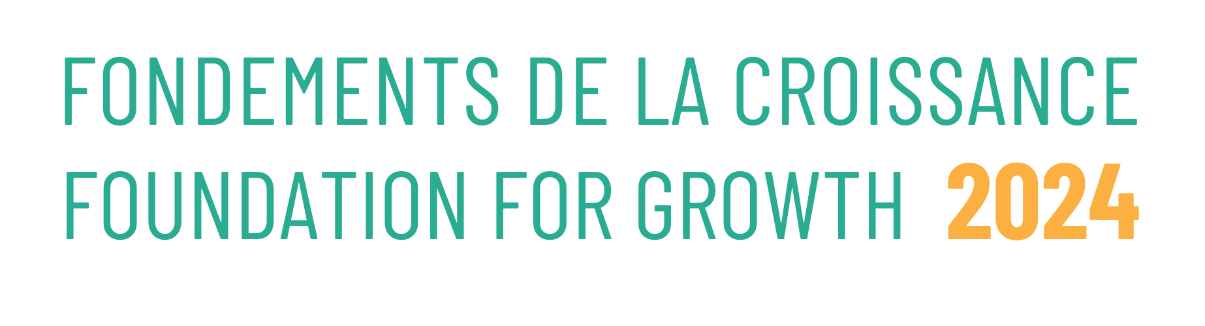 FONDEMENTS DE LA CROISSANCE
FOUNDATION FOR GROWTH 2024